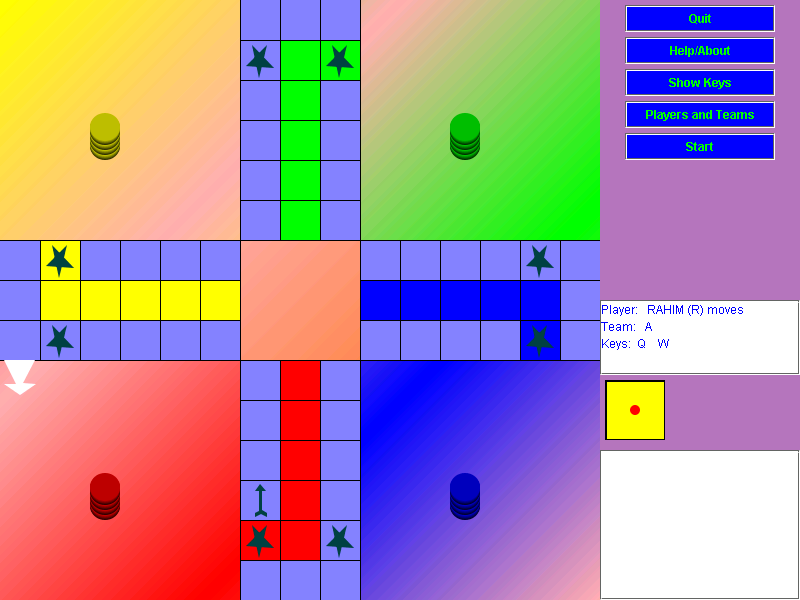 Quit
Help/About
Show Keys
Players and Teams
Start
Player: RAHIM (R) moves
Team: A
Keys: Q W